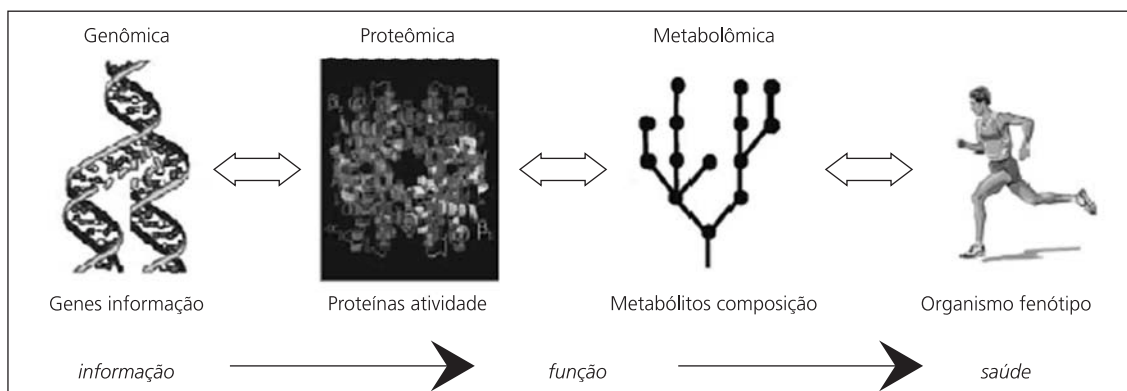 Genômica Proteômica Metabolômica
Genes informação Proteínas atividade Metabólitos composição Organismo fenótipo
informação função saúde